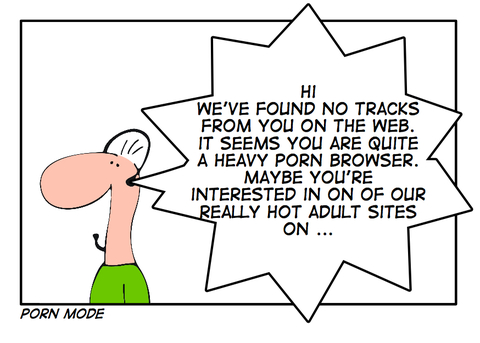 HI
WE'VE FOUND NO TRACKS
FROM YOU ON THE WEB.
IT SEEMS YOU ARE QUITE
A HEAVY PORN BROWSER.
MAYBE YOU'RE
INTERESTED IN ON OF OUR
REALLY HOT ADULT SITES
ON ...
PORN MODE